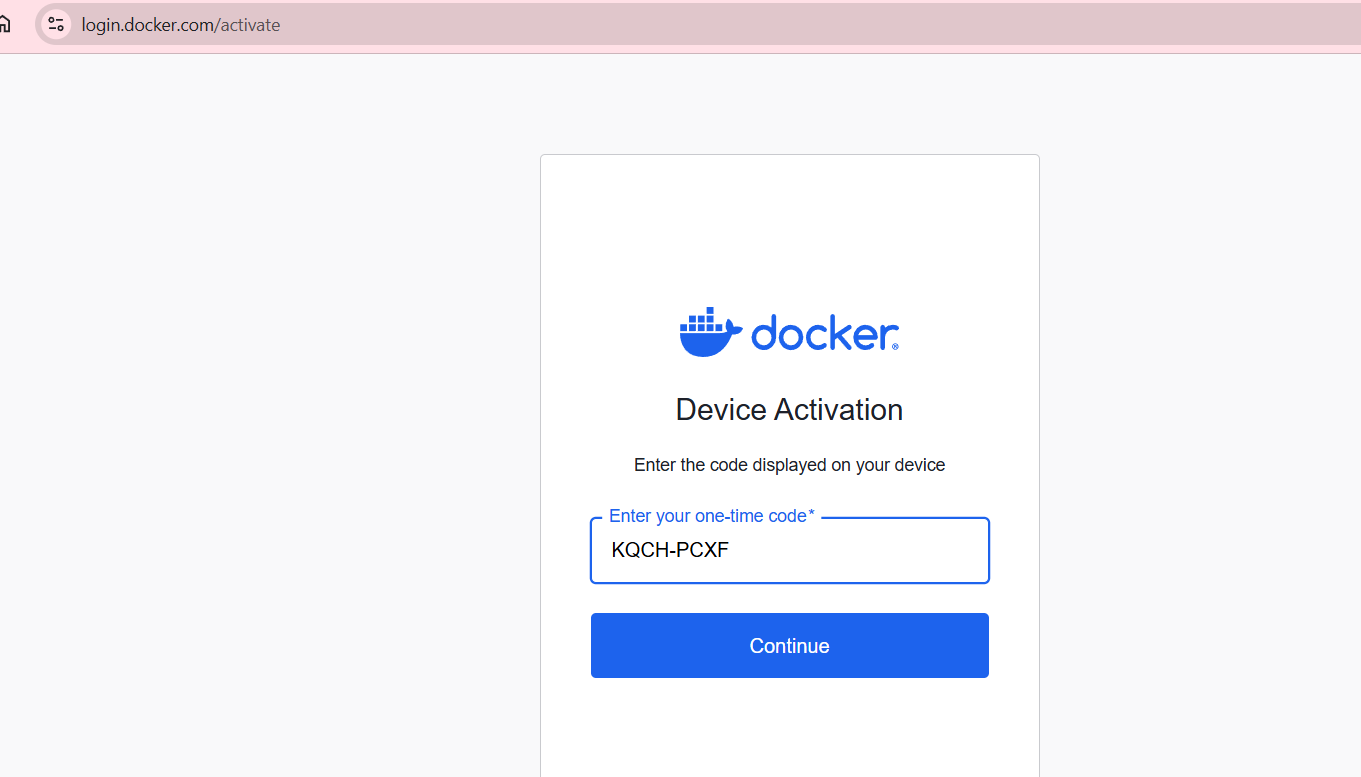 login.docker.com/activate
docker®
Device Activation
Enter the code displayed on your device
Enter your one-time code*
KQCH-PCXF
Continue